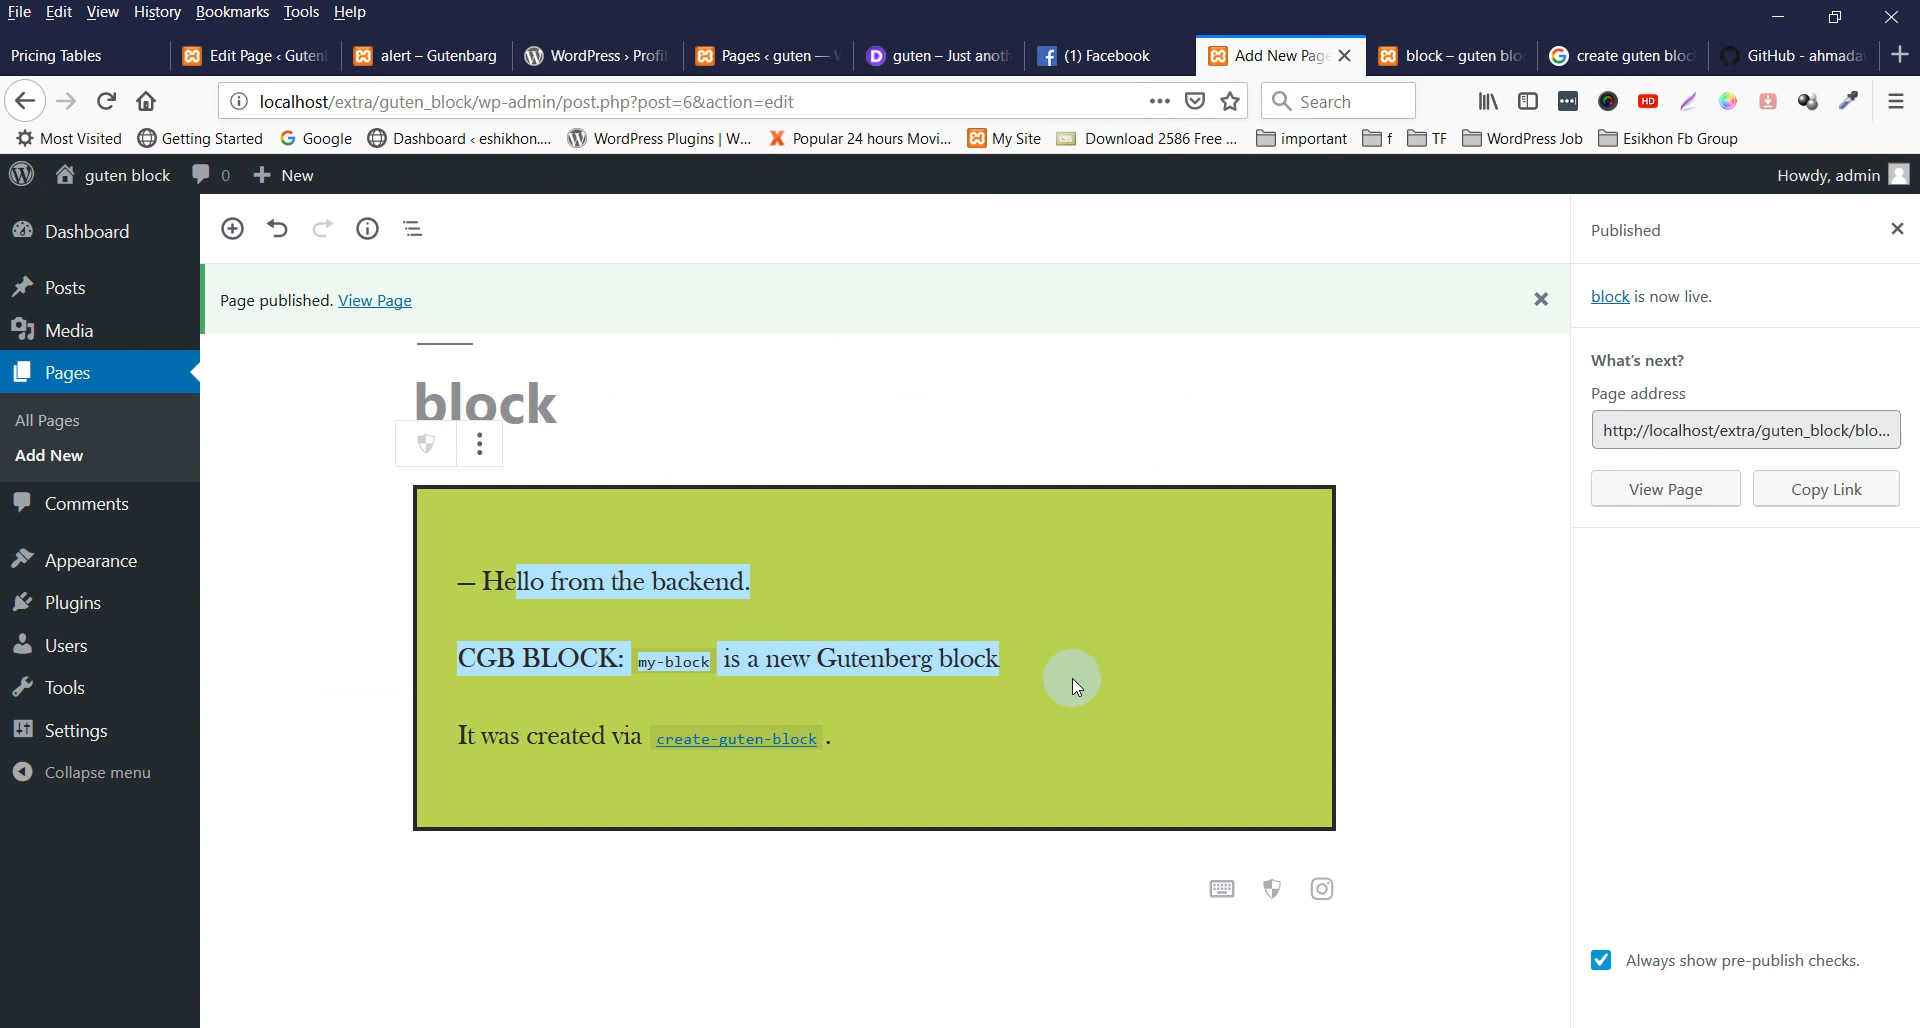 File Edit View History Bookmarks Tools Help
Pricing Tables Edit Page ‹ Guten alert – Gutenbarg WordPress › Profil Pages ‹ guten — guten – Just anoth (1) Facebook Add New Page block – guten blo create guten bloc GitHub - ahmada
localhost/extra/guten_block/wp-admin/post.php?post=6&action=edit Search HD
Most Visited Getting Started Google Dashboard ‹ eshikhon.... WordPress Plugins | W... Popular 24 hours Movi... My Site Download 2586 Free ... important f TF WordPress Job Esikhon Fb Group
guten block 0 New Howdy, admin
Dashboard
Posts
Media
Pages
All Pages
Add New
Comments
Appearance
Plugins
Users
Tools
Settings
Collapse menu
Page published. View Page
block
— Hello from the backend.
CGB BLOCK: my-block is a new Gutenberg block
It was created via create-guten-block .
Published
block is now live.
What's next?
Page address
http://localhost/extra/guten_block/blo...
View Page Copy Link
Always show pre-publish checks.